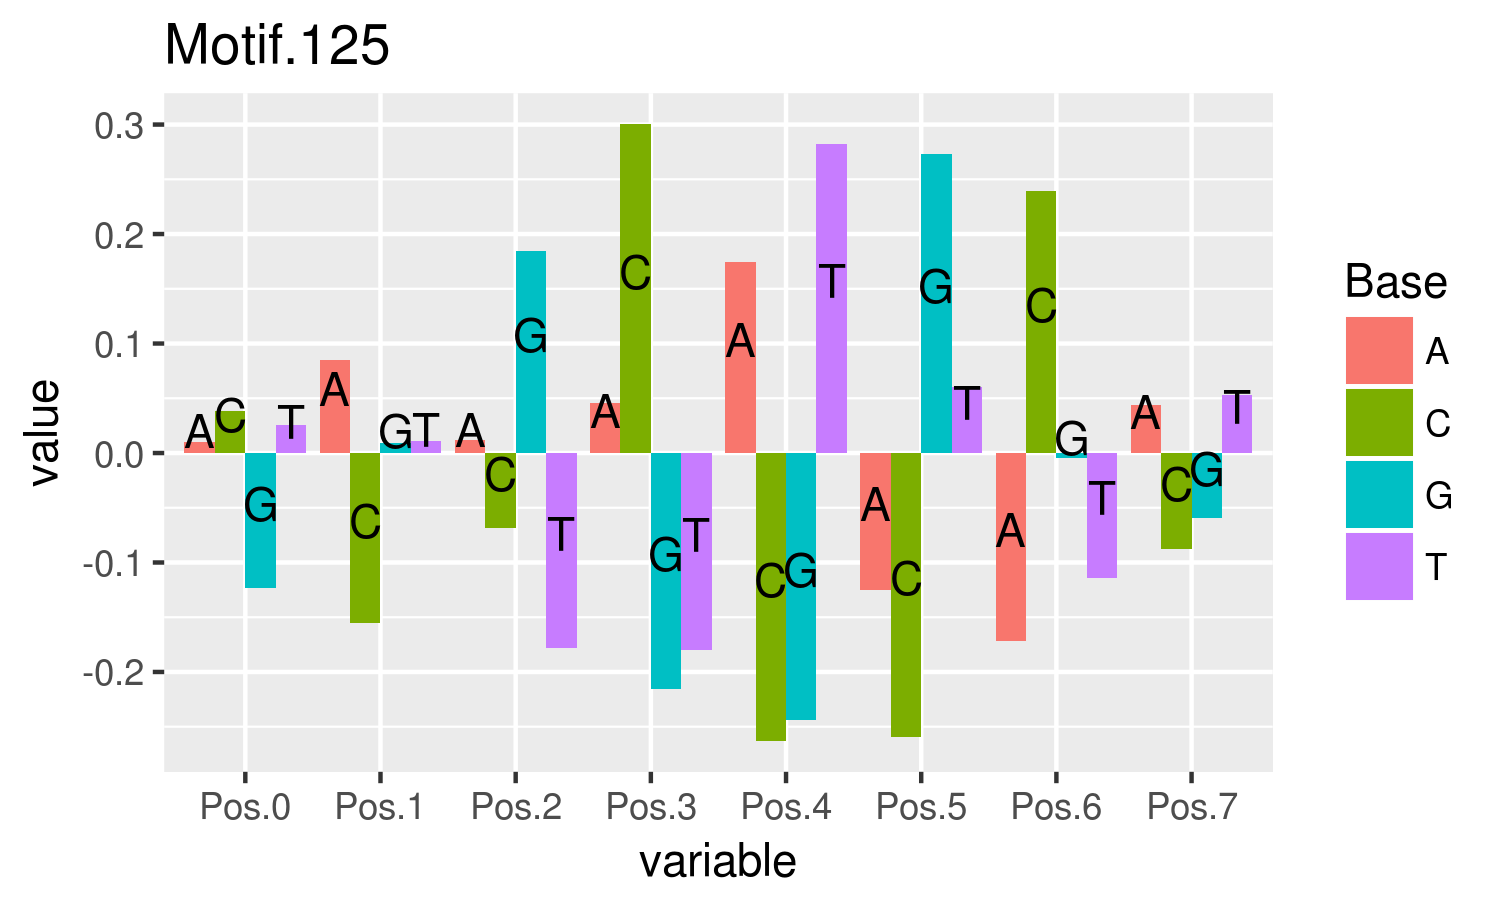 Motif.125
0.3
0.2
0.1
0.0
-0.1
-0.2
value
A C G T A C G T A C G T A C G T A C G T A C G T A C G T A C G T
Pos.0 Pos.1 Pos.2 Pos.3 Pos.4 Pos.5 Pos.6 Pos.7
variable
Base
A
C
G
T